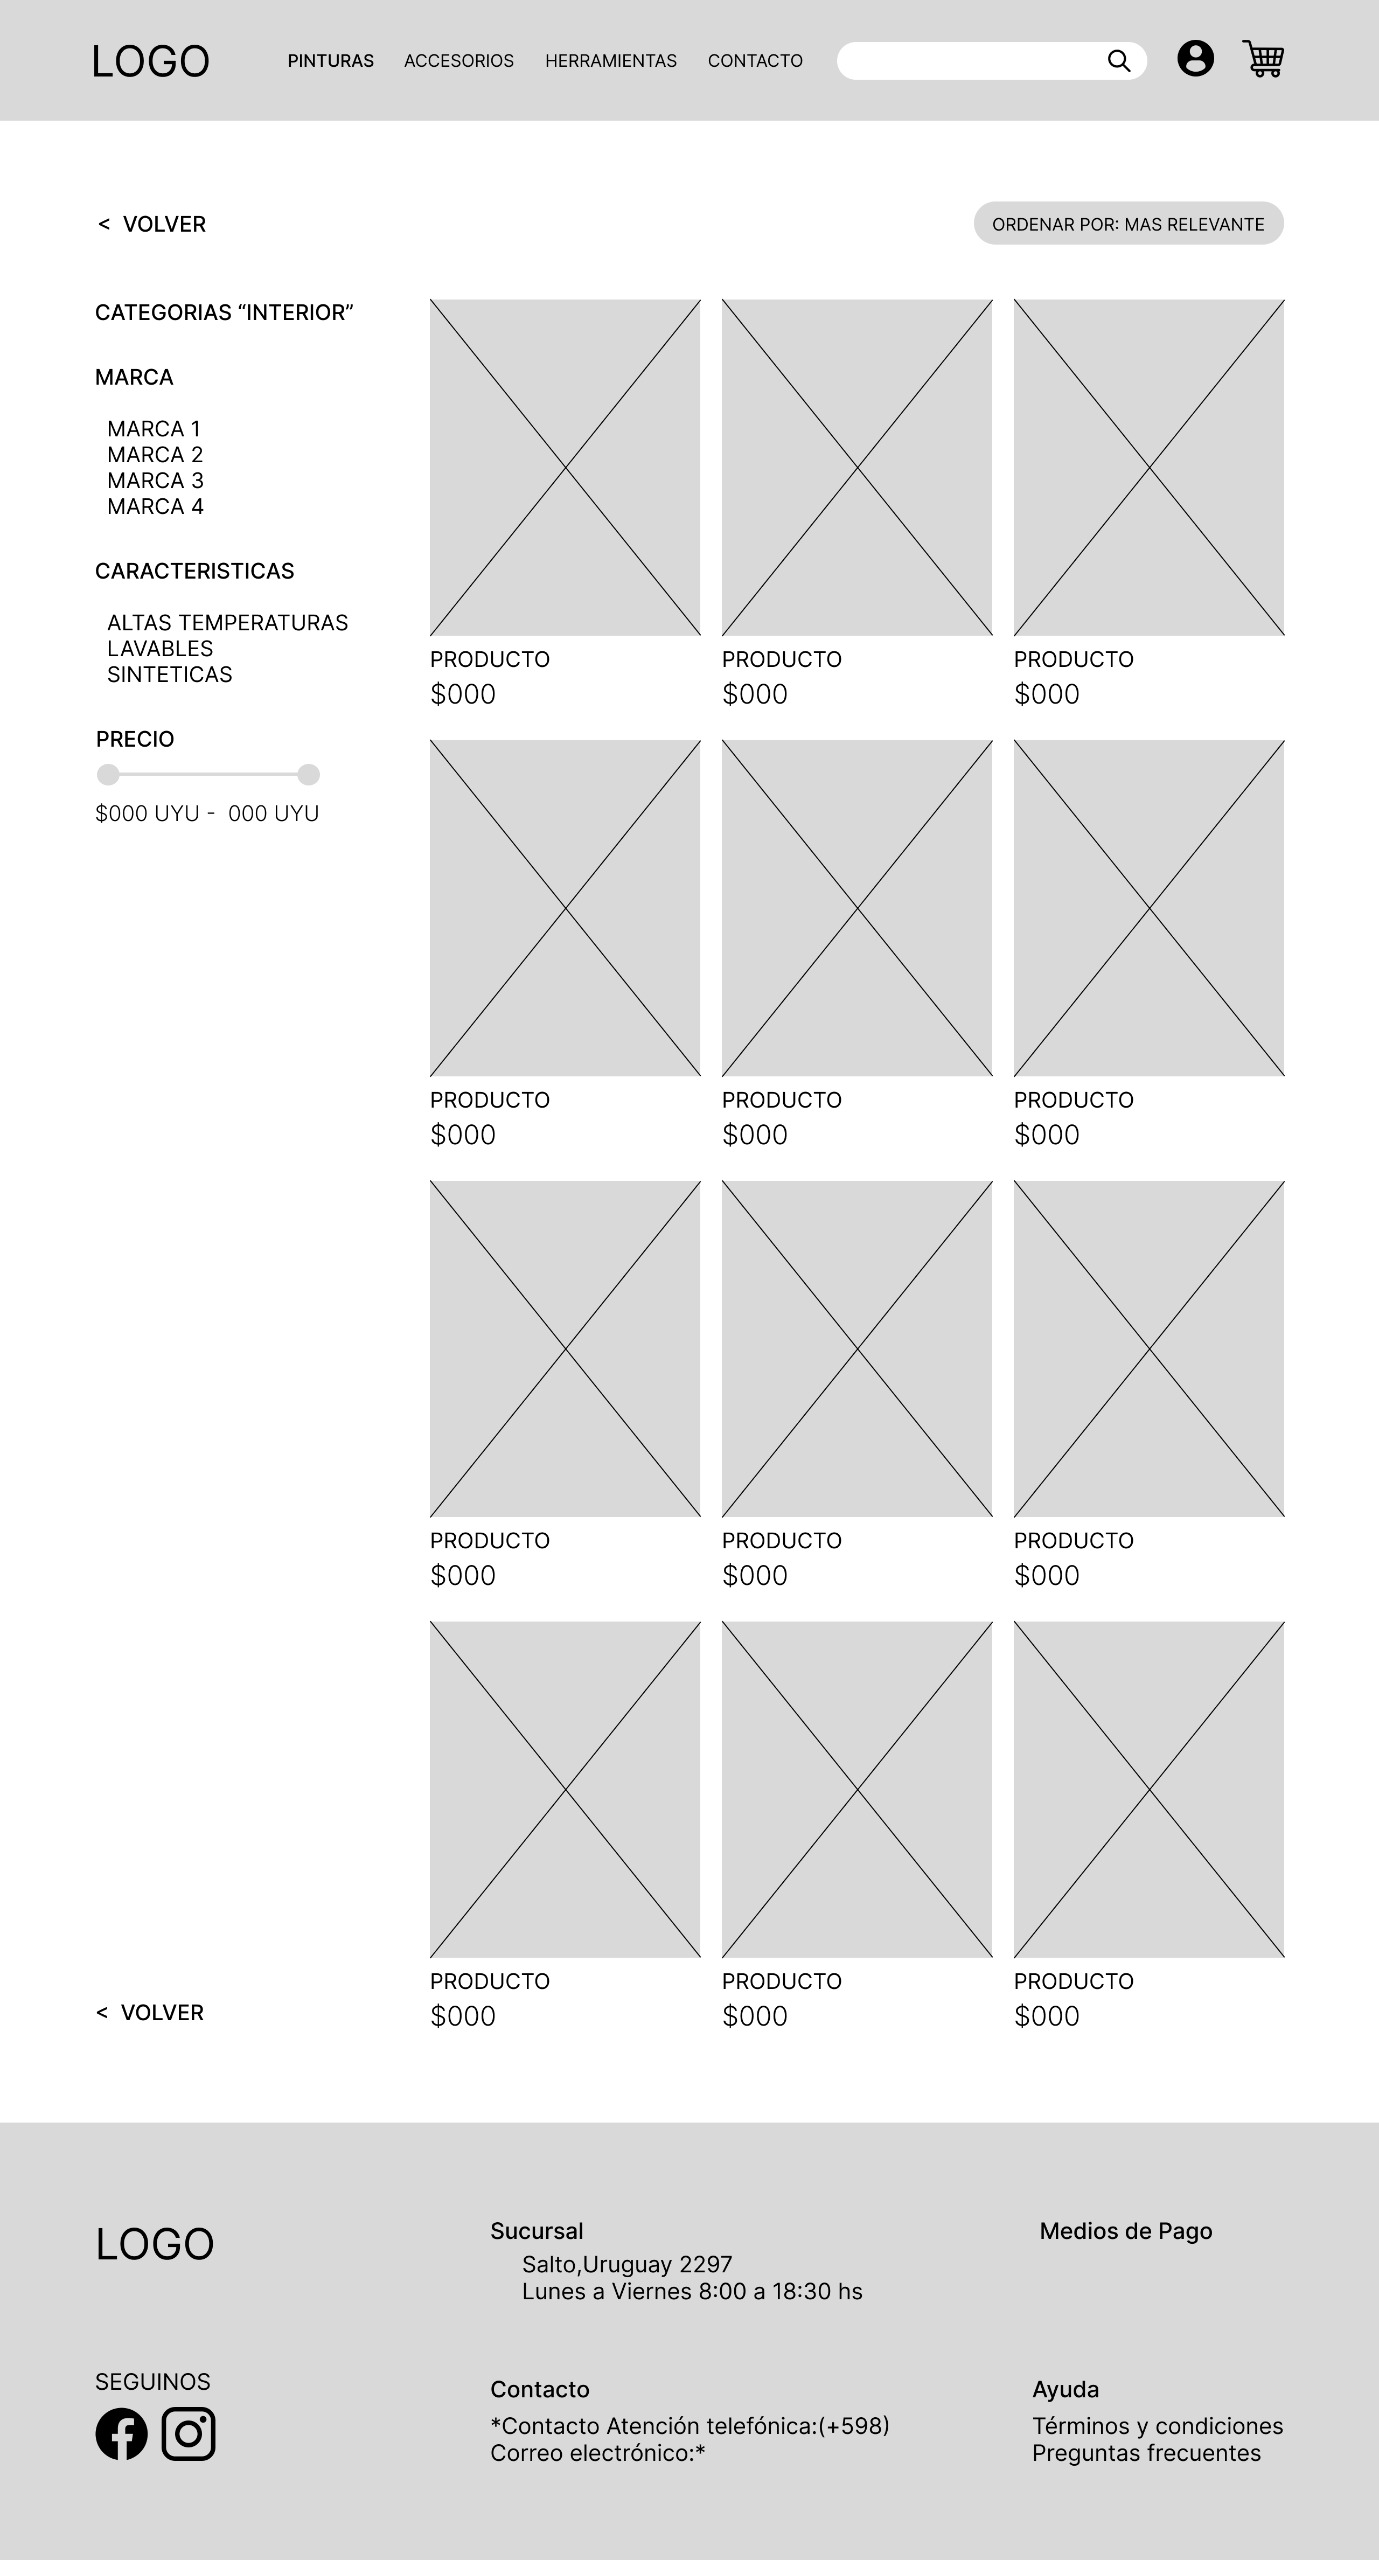 LOGO
PINTURAS
ACCESORIOS
HERRAMIENTAS
CONTACTO
< VOLVER
ORDENAR POR: MAS RELEVANTE
CATEGORIAS “INTERIOR”
MARCA
MARCA 1
MARCA 2
MARCA 3
MARCA 4
CARACTERISTICAS
ALTAS TEMPERATURAS
LAVABLES
SINTETICAS
PRECIO
$000 UYU -  000 UYU
PRODUCTO
$000
PRODUCTO
$000
PRODUCTO
$000
PRODUCTO
$000
PRODUCTO
$000
PRODUCTO
$000
PRODUCTO
$000
PRODUCTO
$000
PRODUCTO
$000
PRODUCTO
$000
PRODUCTO
$000
PRODUCTO
$000
< VOLVER
LOGO
SEGUINOS
Sucursal
Salto,Uruguay 2297
Lunes a Viernes 8:00 a 18:30 hs
Contacto
*Contacto Atención telefónica:(+598)
Correo electrónico:*
Medios de Pago
Ayuda
Términos y condiciones
Preguntas frecuentes